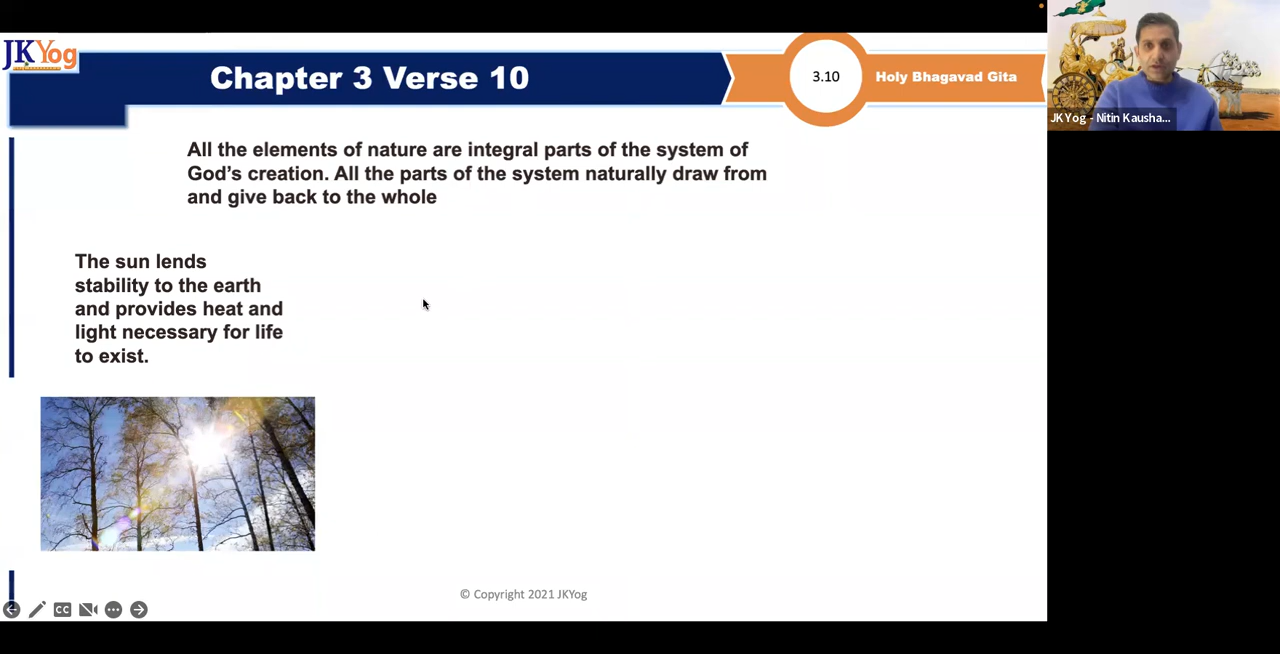 JKYog
Chapter 3 Verse 10
3.10
Holy Bhagavad Gita
JKYog - Nitin Kausha...
All the elements of nature are integral parts of the system of
God’s creation. All the parts of the system naturally draw from
and give back to the whole
The sun lends
stability to the earth
and provides heat and
light necessary for life
to exist.
© Copyright 2021 JKYog
CC